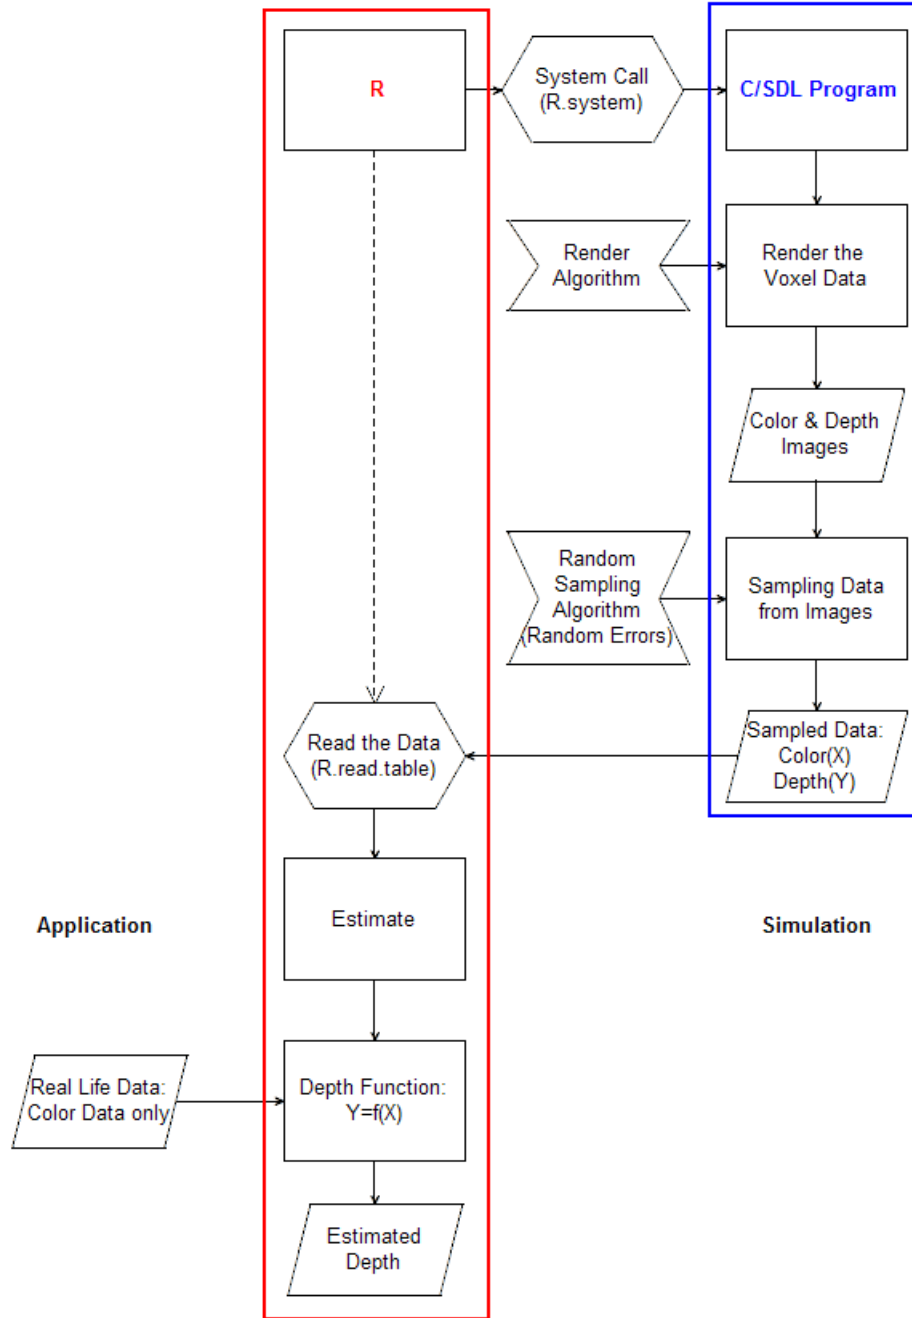 R
System Call
(R.system)
C/SDL Program
Render
Algorithm
Render the
Voxel Data
Color & Depth
Images
Random
Sampling
Algorithm
(Random Errors)
Sampling Data
from Images
Read the Data
(R.read.table)
Sampled Data:
Color(X)
Depth(Y)
Application
Estimate
Simulation
Real Life Data:
Color Data only
Depth Function:
Y=f(X)
Estimated
Depth